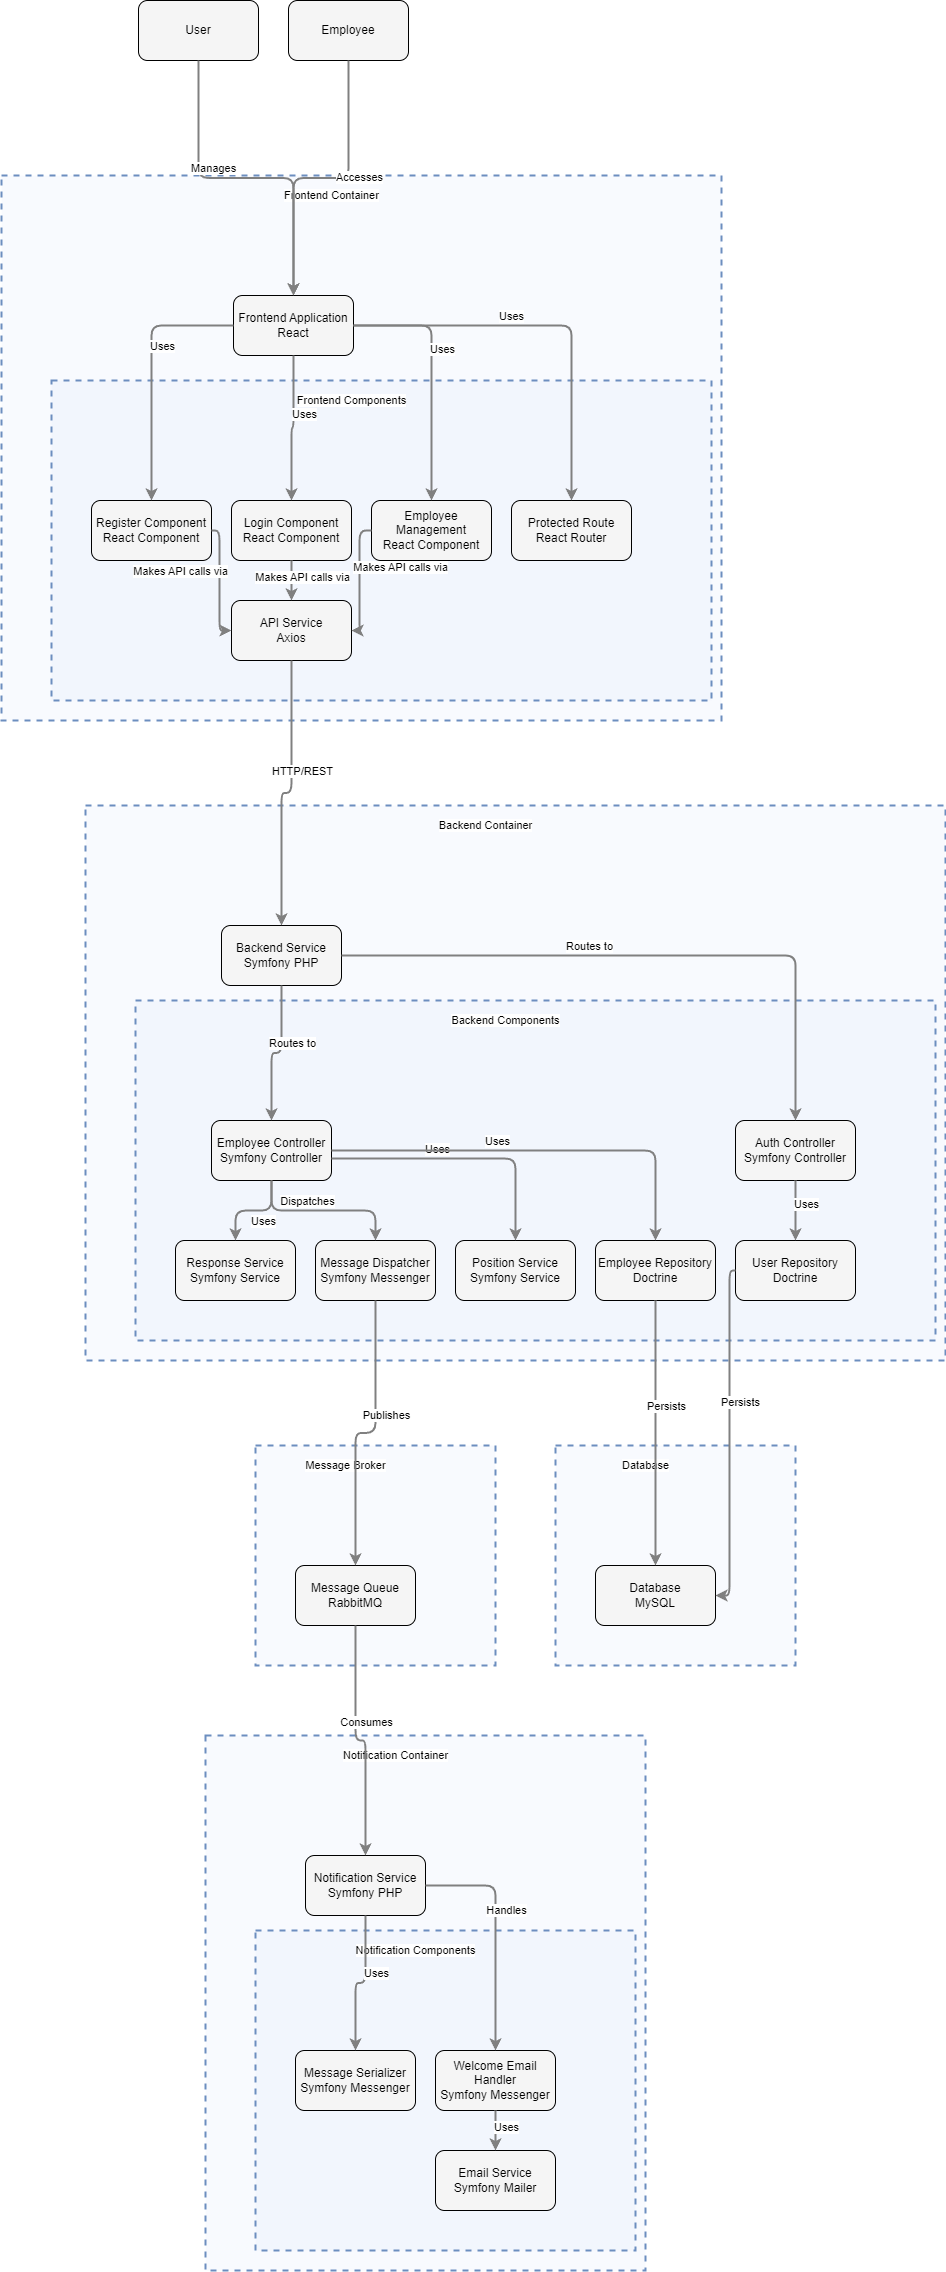 User
Employee
Manages
Accesses
Frontend Container
Frontend Application
React
Uses
Uses
Uses
Frontend Components
Uses
Register Component
React Component
Login Component
React Component
Employee
Management
React Component
Protected Route
React Router
Makes API calls via
Makes API calls via
Makes API calls via
API Service
Axios
HTTP/REST
Backend Container
Backend Service
Symfony PHP
Routes to
Backend Components
Routes to
Employee Controller
Symfony Controller
Uses
Uses
Auth Controller
Symfony Controller
Dispatches
Uses
Uses
Response Service
Symfony Service
Message Dispatcher
Symfony Messenger
Position Service
Symfony Service
Employee Repository
Doctrine
User Repository
Doctrine
Publishes
Persists
Persists
Message Broker
Database
Message Queue
RabbitMQ
Database
MySQL
Consumes
Notification Container
Notification Service
Symfony PHP
Handles
Notification Components
Uses
Message Serializer
Symfony Messenger
Welcome Email
Handler
Symfony Messenger
Uses
Email Service
Symfony Mailer